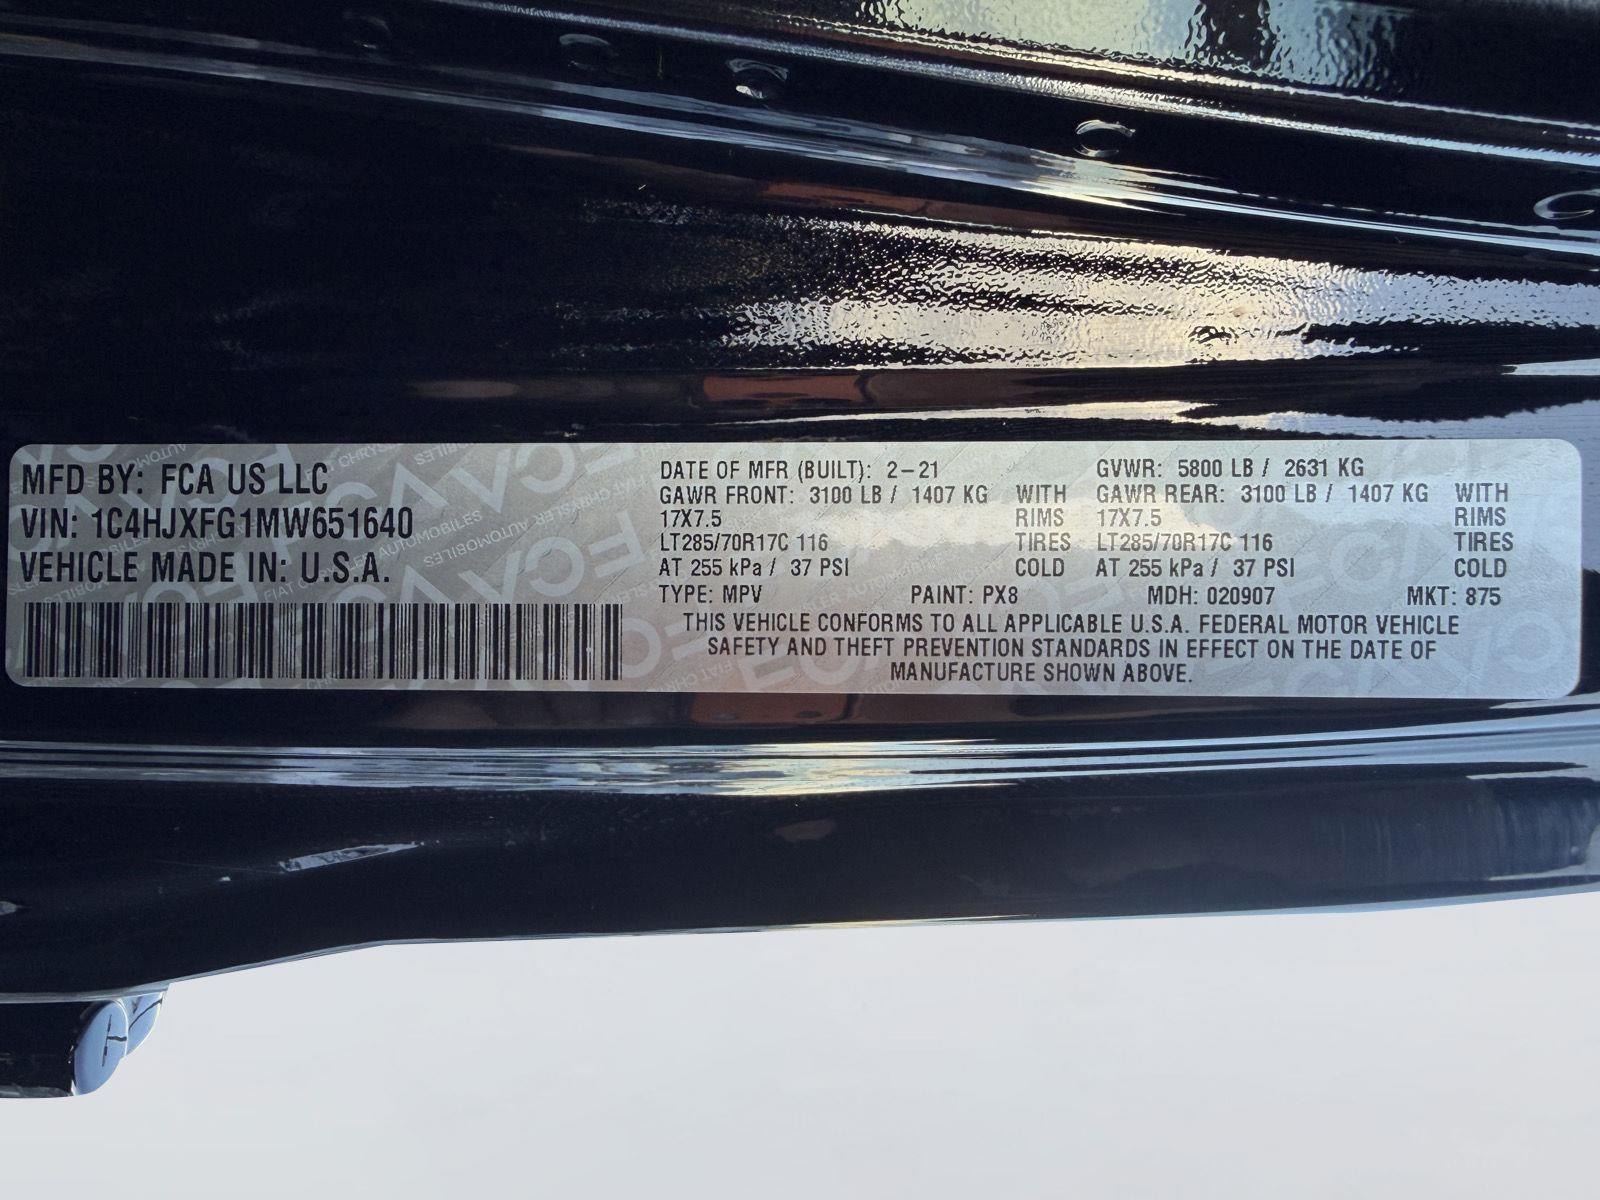 MFD BY: FCA US LLC
VIN: 1C4HJXFG1MW651640
VEHICLE MADE IN: U.S.A.
DATE OF MFR (BUILT): 2-21 GVWR: 5800 LB / 2631 KG
GAWR FRONT: 3100 LB / 1407 KG WITH GAWR REAR: 3100 LB / 1407 KG WITH
17X7.5 RIMS 17X7.5 RIMS
LT285/70R17C 116 TIRES LT285/70R17C 116 TIRES
AT 255 kPa / 37 PSI COLD AT 255 kPa / 37 PSI COLD
TYPE: MPV PAINT: PX8 MDH: 020907 MKT: 875
THIS VEHICLE CONFORMS TO ALL APPLICABLE U.S.A. FEDERAL MOTOR VEHICLE
SAFETY AND THEFT PREVENTION STANDARDS IN EFFECT ON THE DATE OF
MANUFACTURE SHOWN ABOVE.